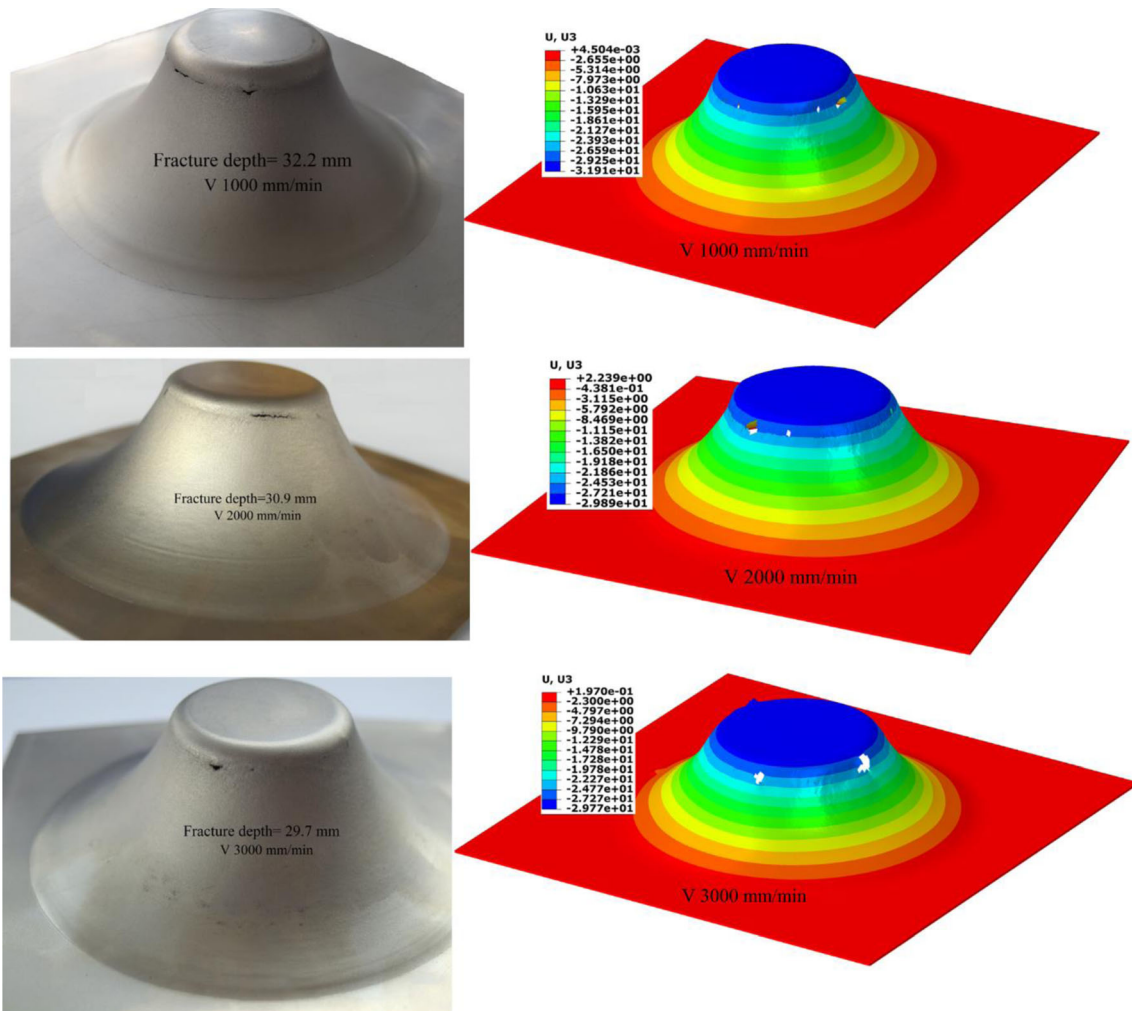 Fracture depth= 32.2 mm
V 1000 mm/min
U, U3
+4.504e-03
-2.655e+00
-5.314e+00
-7.973e+00
-1.063e+01
-1.329e+01
-1.595e+01
-1.861e+01
-2.127e+01
-2.393e+01
-2.659e+01
-2.925e+01
-3.191e+01
V 1000 mm/min
Fracture depth=30.9 mm
V 2000 mm/min
U, U3
+2.239e+00
-4.381e-01
-3.115e+00
-5.792e+00
-8.469e+00
-1.115e+01
-1.382e+01
-1.650e+01
-1.918e+01
-2.186e+01
-2.453e+01
-2.721e+01
-2.989e+01
V 2000 mm/min
Fracture depth= 29.7 mm
V 3000 mm/min
U, U3
+1.970e-01
-2.300e+00
-4.797e+00
-7.294e+00
-9.790e+00
-1.229e+01
-1.478e+01
-1.728e+01
-1.978e+01
-2.227e+01
-2.477e+01
-2.727e+01
-2.977e+01
V 3000 mm/min